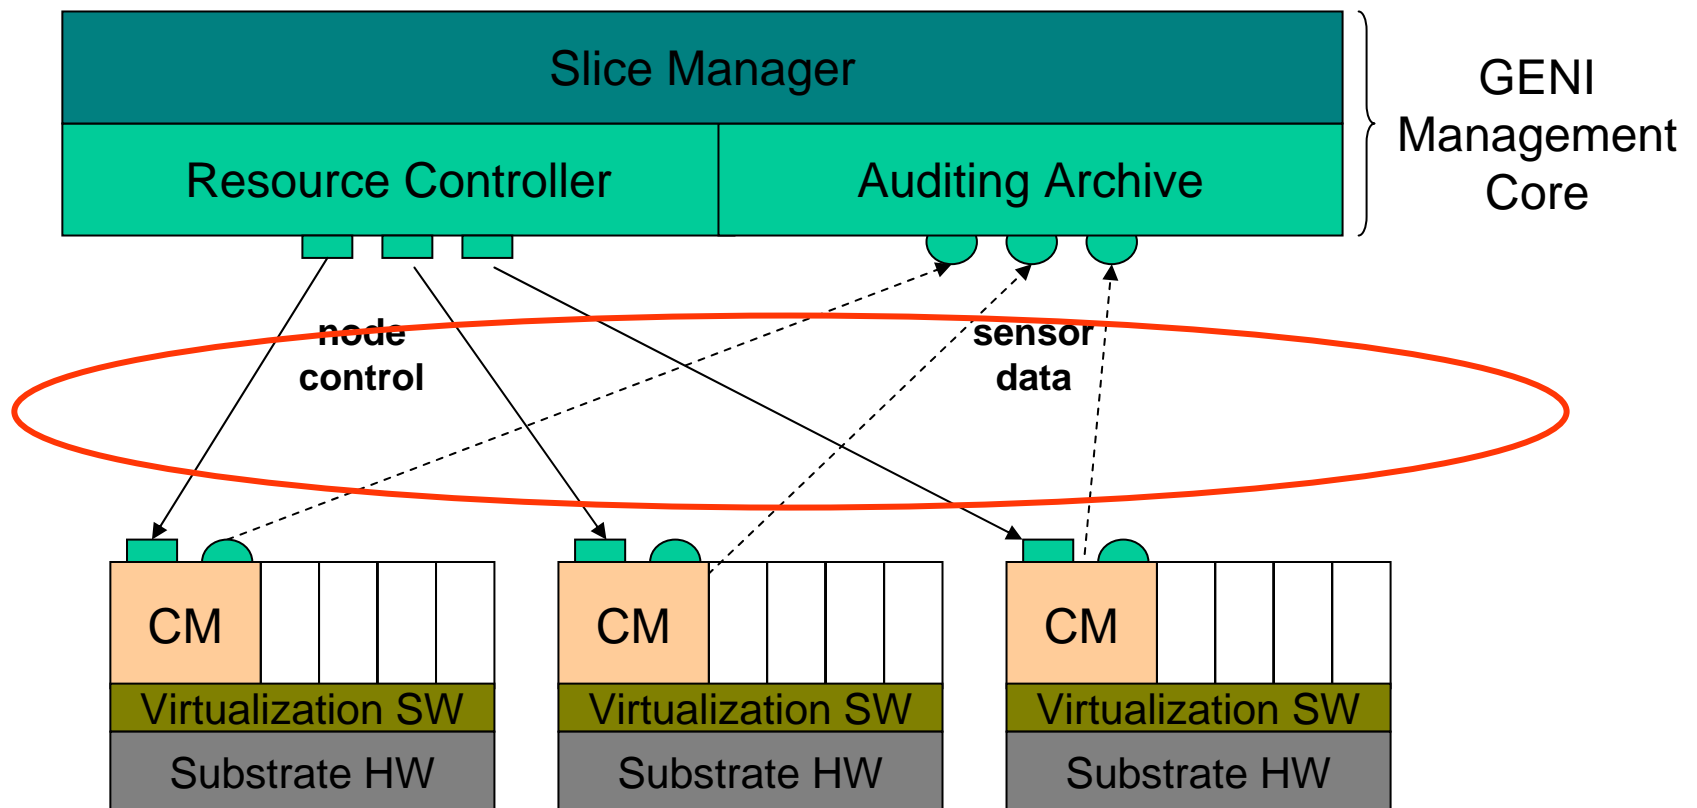 Slice Manager
GENI
Management
Core
Resource Controller
Auditing Archive
node
control
sensor
data
CM
CM
CM
Virtualization SW
Virtualization SW
Virtualization SW
Substrate HW
Substrate HW
Substrate HW